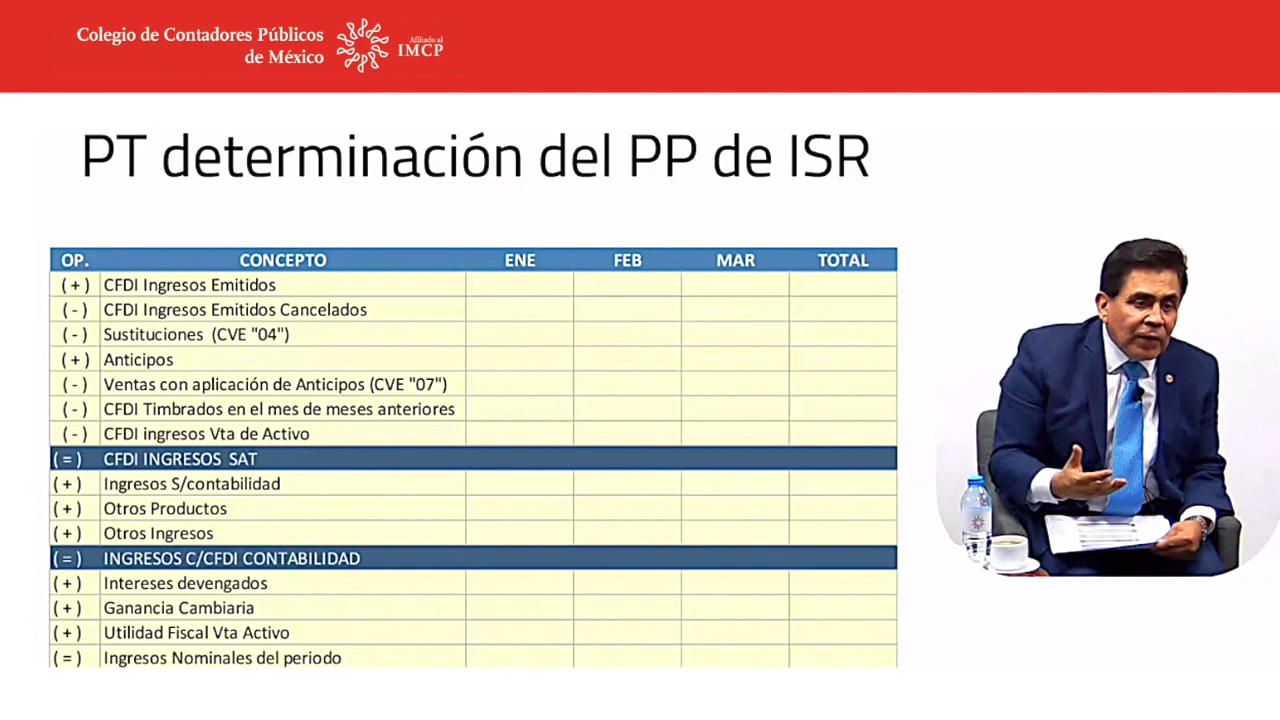 Colegio de Contadores Públicos
de México
Afiliado al
IMCP
PT determinación del PP de ISR
OP. CONCEPTO ENE FEB MAR TOTAL
( + ) CFDI Ingresos Emitidos
( - ) CFDI Ingresos Emitidos Cancelados
( - ) Sustituciones (CVE "04")
( + ) Anticipos
( - ) Ventas con aplicación de Anticipos (CVE "07")
( - ) CFDI Timbrados en el mes de meses anteriores
( - ) CFDI ingresos Vta de Activo
( = ) CFDI INGRESOS SAT
( + ) Ingresos S/contabilidad
( + ) Otros Productos
( + ) Otros Ingresos
( = ) INGRESOS C/CFDI CONTABILIDAD
( + ) Intereses devengados
( + ) Ganancia Cambiaria
( + ) Utilidad Fiscal Vta Activo
( = ) Ingresos Nominales del periodo